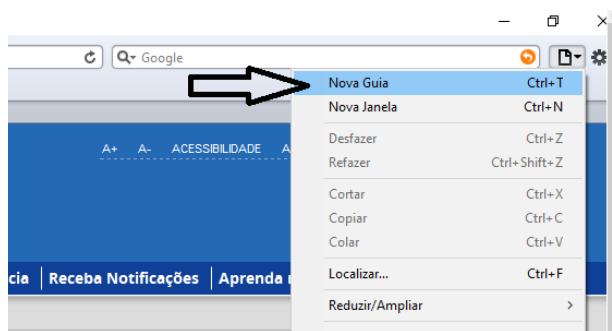 Google
Nova Guia Ctrl+T
Nova Janela Ctrl+N
Desfazer Ctrl+Z
A+ A- ACESSIBILIDADE A
Refazer Ctrl+Shift+Z
Cortar Ctrl+X
Copiar Ctrl+C
Colar Ctrl+V
cia Receba Notificações Aprenda
Localizar... Ctrl+F
Reduzir/Ampliar